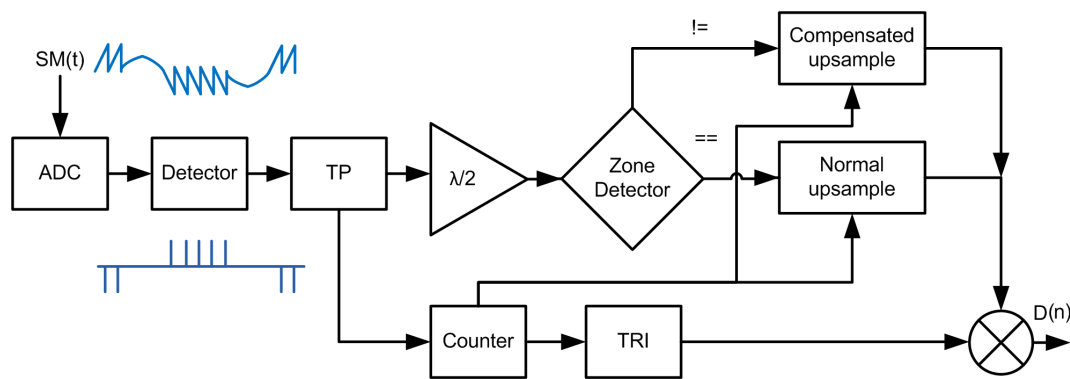 SM(t)
ADC
Detector
TP
λ/2
Zone
Detector
!=
==
Compensated
upsample
Normal
upsample
Counter
TRI
D(n)